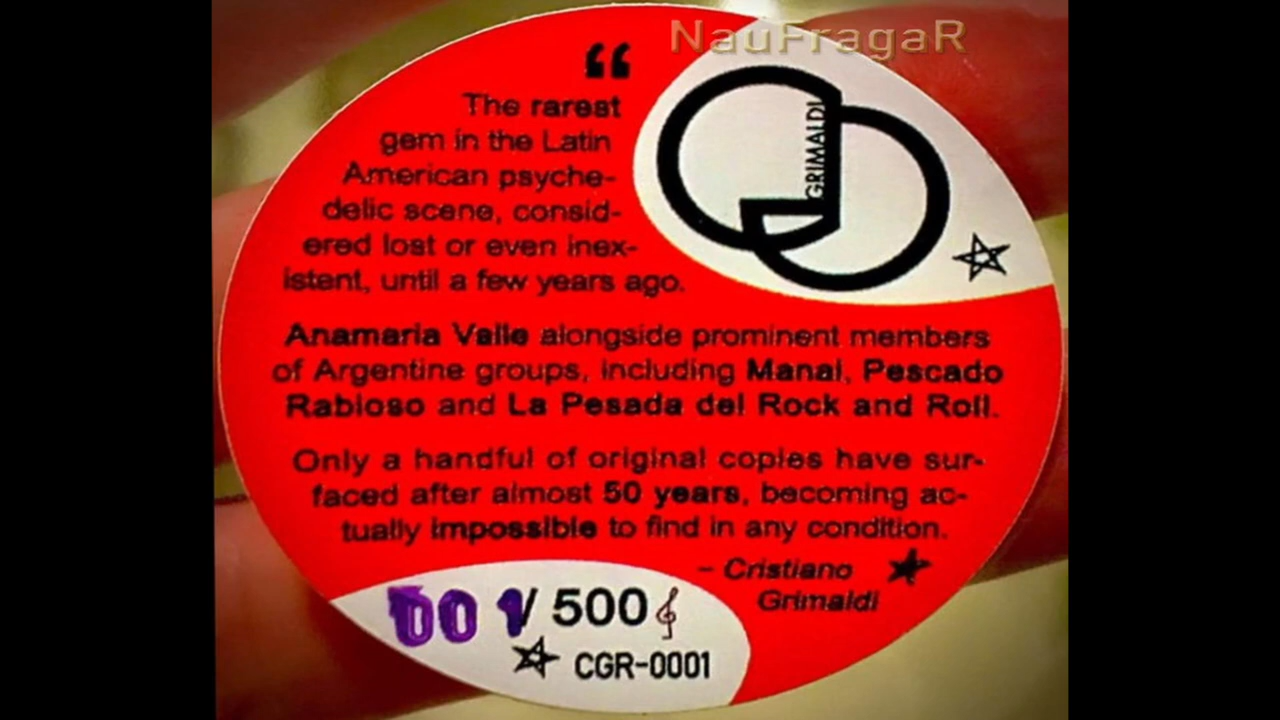 NauFragaR
“
The rarest
gem in the Latin
American psyche-
delic scene, consid-
ered lost or even inex-
istent, until a few years ago.
GRIMALDI
Anamaria Valle alongside prominent members
of Argentine groups, including Manal, Pescado
Rabioso and La Pesada del Rock and Roll.
Only a handful of original copies have sur-
faced after almost 50 years, becoming ac-
tually impossible to find in any condition.
- Cristiano
Grimaldi
001/ 500
CGR-0001